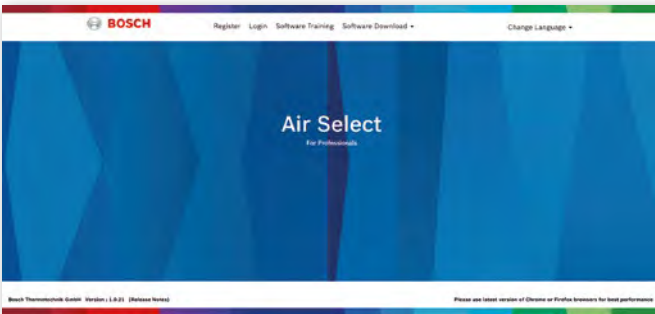 BOSCH
Register Login Software Training Software Download
Change Language
Air Select
For Professionals
Bosch Thermotechnik GmbH Version : 1.0-21 (Release Notes)
Please use latest version of Chrome or Firefox browsers for best performance